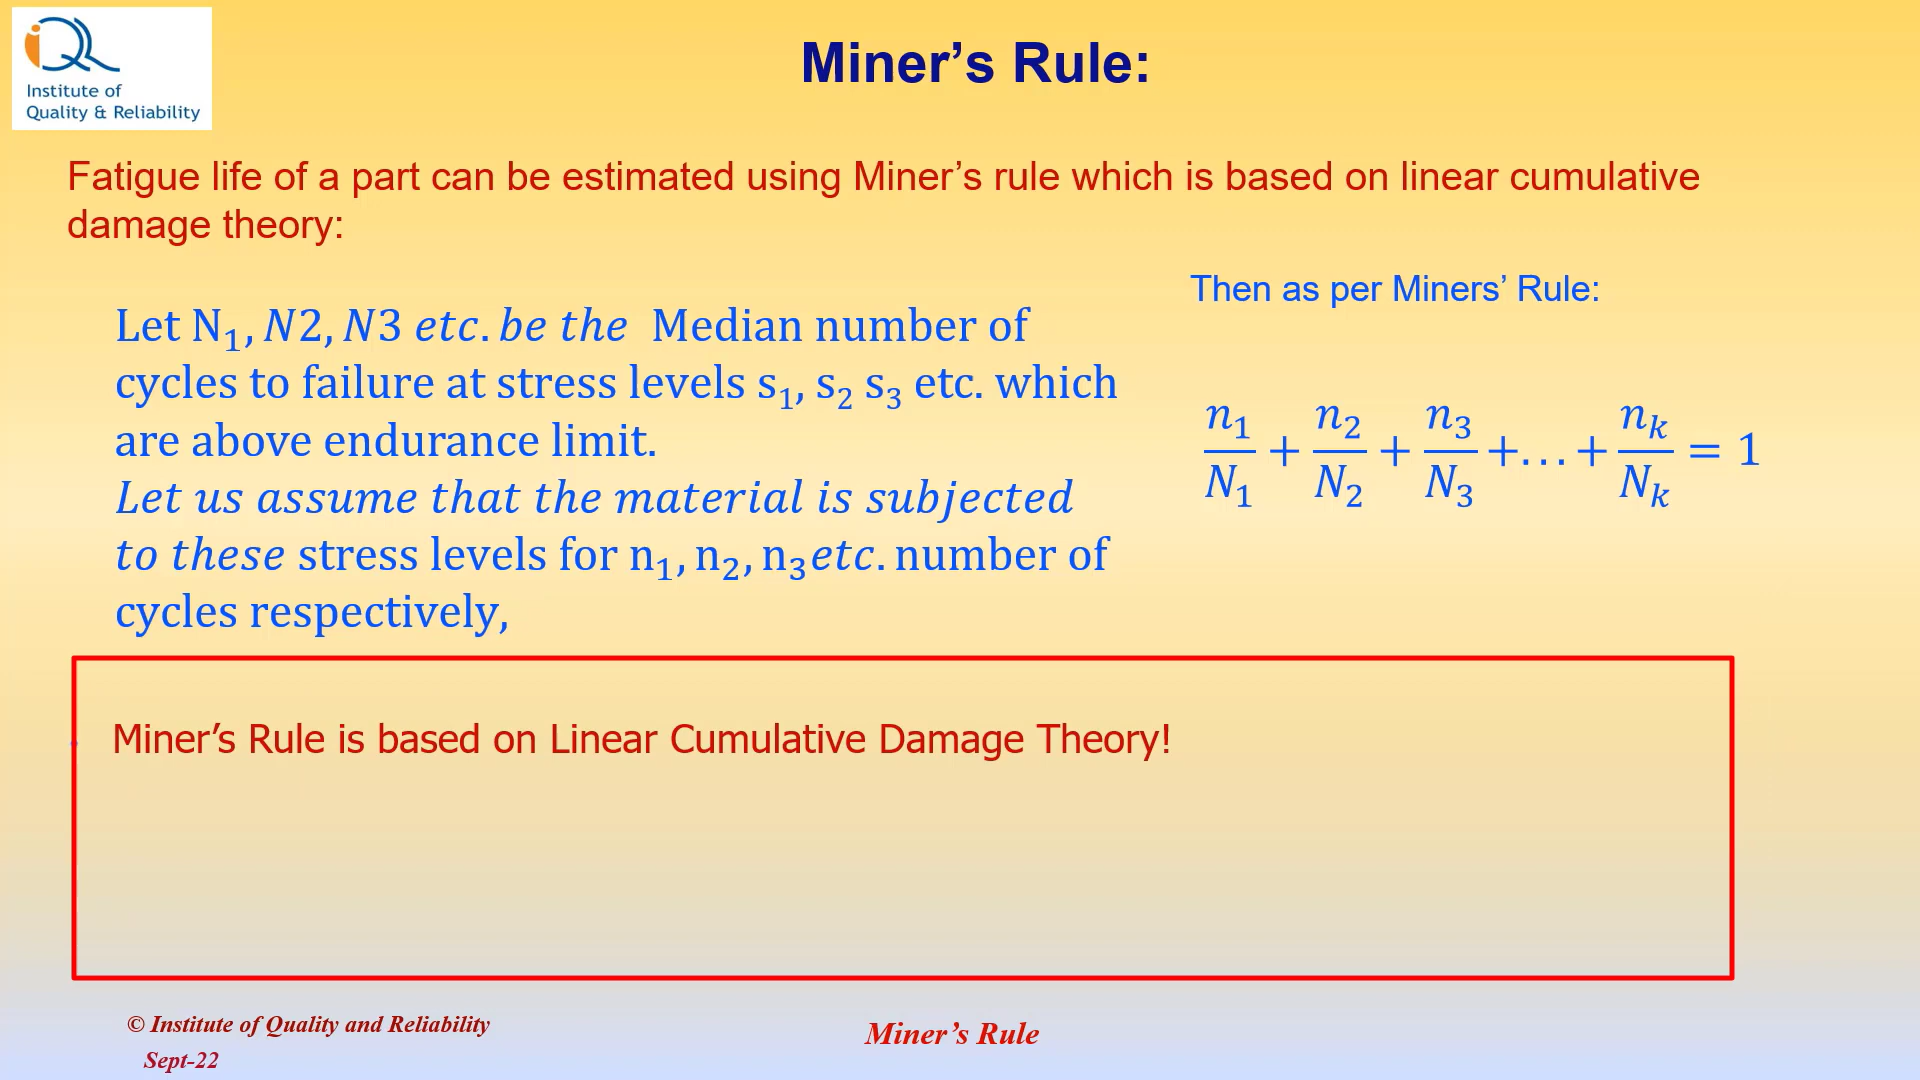 iQR
Institute of
Quality & Reliability
Miner’s Rule:
Fatigue life of a part can be estimated using Miner’s rule which is based on linear cumulative
damage theory:
Let N₁, N2, N3 etc. be the Median number of
cycles to failure at stress levels s₁, s₂ s₃ etc. which
are above endurance limit.
Let us assume that the material is subjected
to these stress levels for n₁, n₂, n₃etc. number of
cycles respectively,
Then as per Miners’ Rule:
n₁/N₁ + n₂/N₂ + n₃/N₃ +...+ nₖ/Nₖ = 1
Miner’s Rule is based on Linear Cumulative Damage Theory!
© Institute of Quality and Reliability
Sept-22
Miner’s Rule